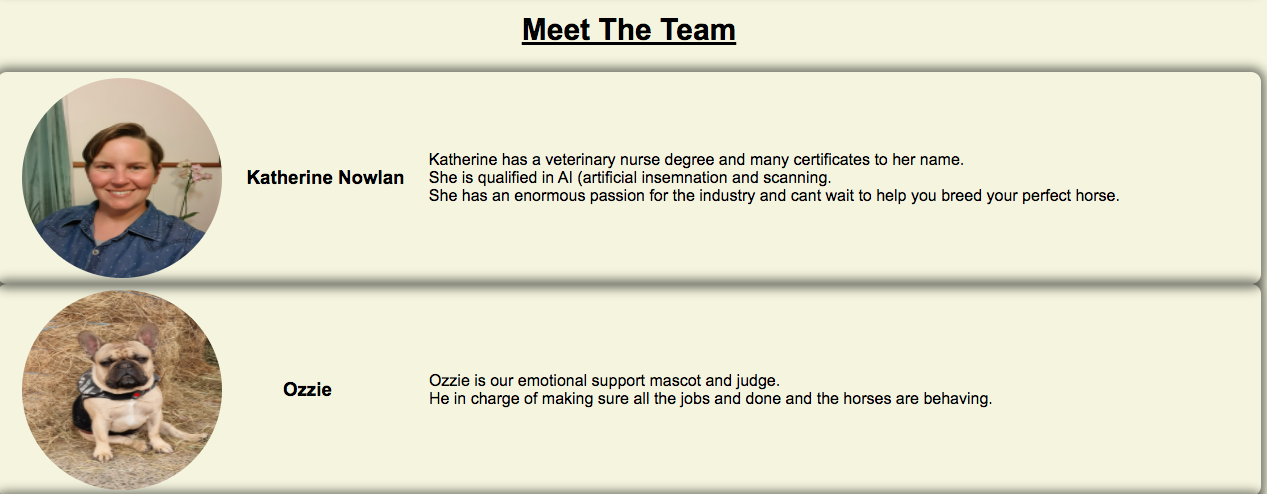 Meet The Team
Katherine Nowlan
Katherine has a veterinary nurse degree and many certificates to her name.
She is qualified in AI (artificial insemnation and scanning.
She has an enormous passion for the industry and cant wait to help you breed your perfect horse.
Ozzie
Ozzie is our emotional support mascot and judge.
He in charge of making sure all the jobs and done and the horses are behaving.